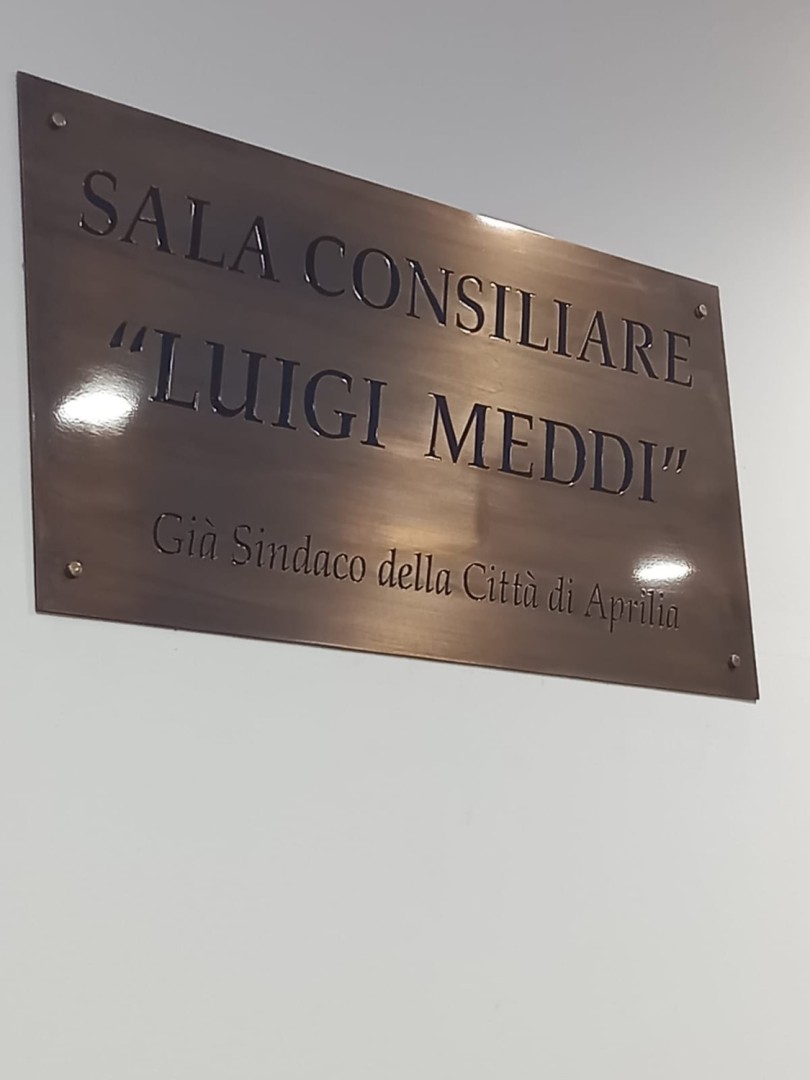 SALA CONSILIARE
“LUIGI MEDDI”
Già Sindaco della Città di Aprilia